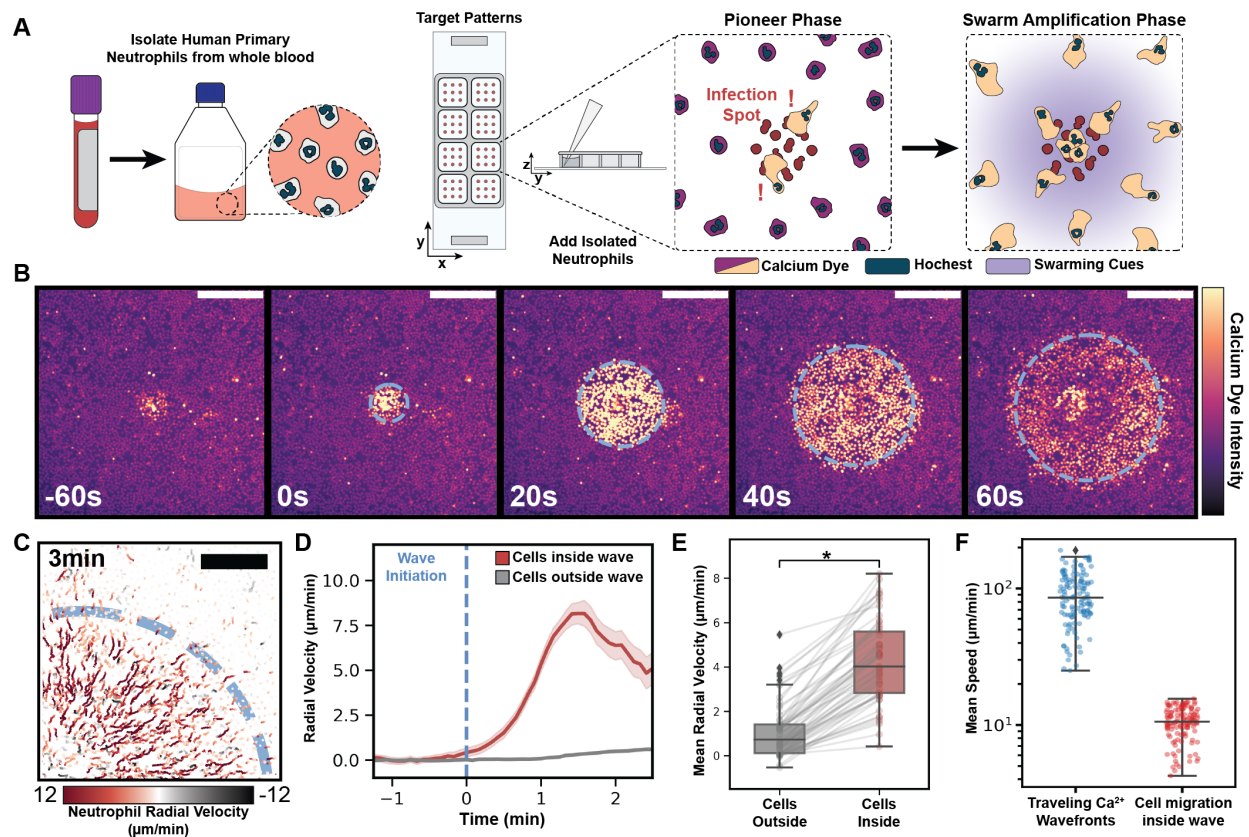 A
Isolate Human Primary
Neutrophils from whole blood
Target Patterns
y
x
z
y
Add Isolated
Neutrophils
Pioneer Phase
Infection
Spot
!
!
Swarm Amplification Phase
Calcium Dye
Hochest
Swarming Cues
B
-60s
0s
20s
40s
60s
Calcium Dye Intensity
C
3min
12
-12
Neutrophil Radial Velocity
(µm/min)
D
Wave
Initiation
Cells inside wave
Cells outside wave
Radial Velocity (µm/min)
10.0
7.5
5.0
2.5
0.0
−1
0
1
2
Time (min)
E
*
Mean Radial Velocity (µm/min)
8
6
4
2
0
Cells
Outside
Cells
Inside
F
Mean Speed (µm/min)
10²
10¹
Traveling Ca²⁺
Wavefronts
Cell migration
inside wave